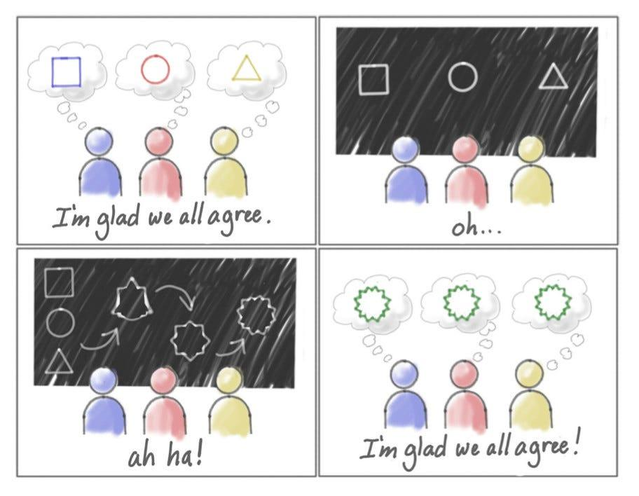 I'm glad we all agree.
oh...
ah ha!
I'm glad we all agree!